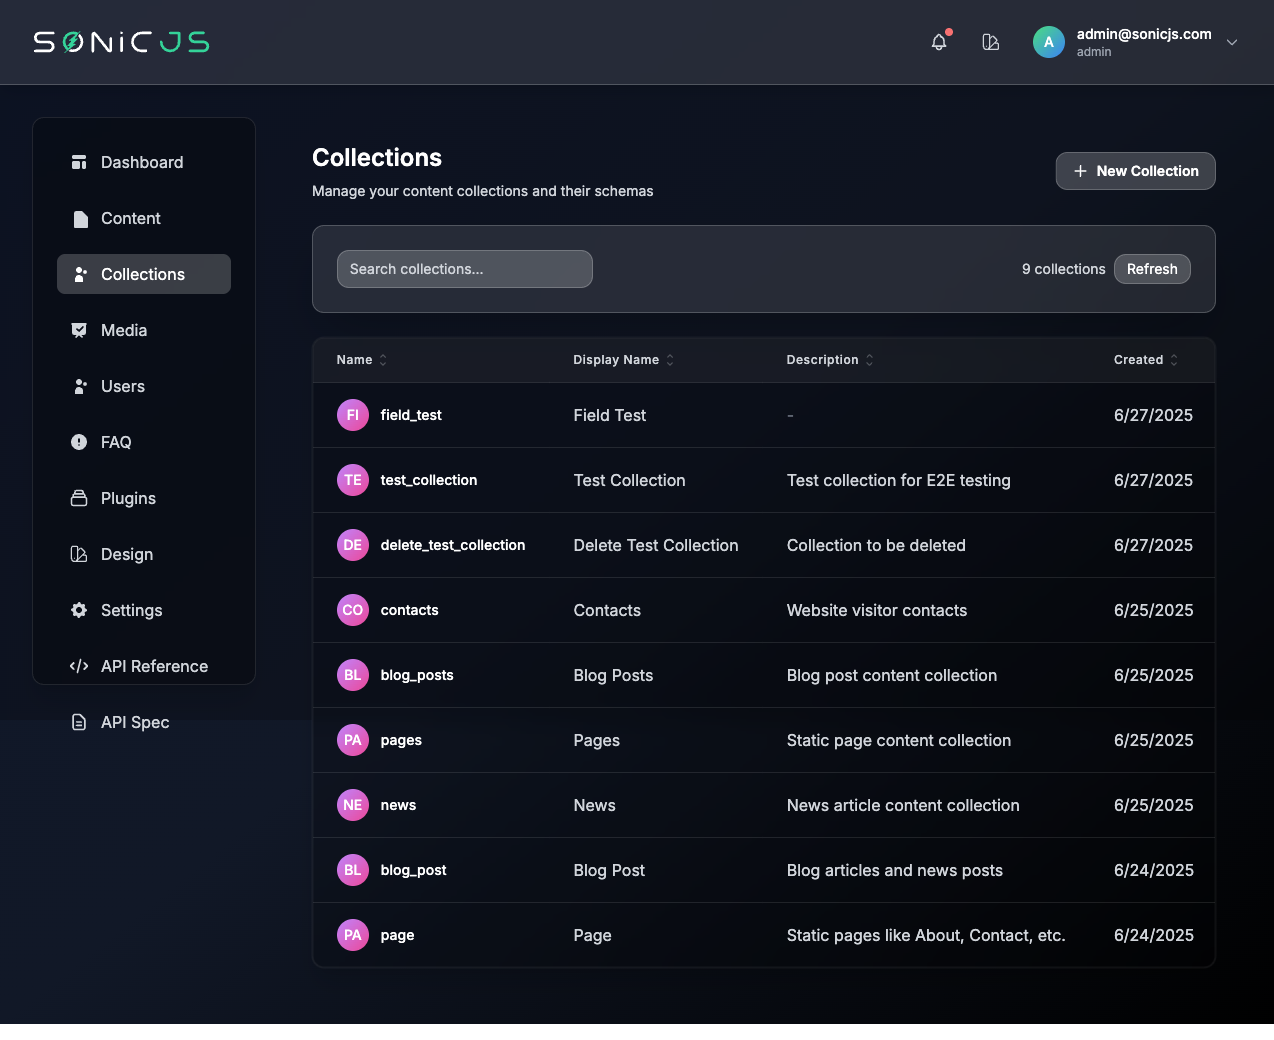 SONiC JS
admin@sonicjs.com
A
admin
Dashboard
Content
Collections
Media
Users
FAQ
Plugins
Design
Settings
API Reference
API Spec
Collections
Manage your content collections and their schemas
New Collection
Search collections...
9 collections Refresh
Name Display Name Description Created
FI field_test Field Test - 6/27/2025
TE test_collection Test Collection Test collection for E2E testing 6/27/2025
DE delete_test_collection Delete Test Collection Collection to be deleted 6/27/2025
CO contacts Contacts Website visitor contacts 6/25/2025
BL blog_posts Blog Posts Blog post content collection 6/25/2025
PA pages Pages Static page content collection 6/25/2025
NE news News News article content collection 6/25/2025
BL blog_post Blog Post Blog articles and news posts 6/24/2025
PA page Page Static pages like About, Contact, etc. 6/24/2025